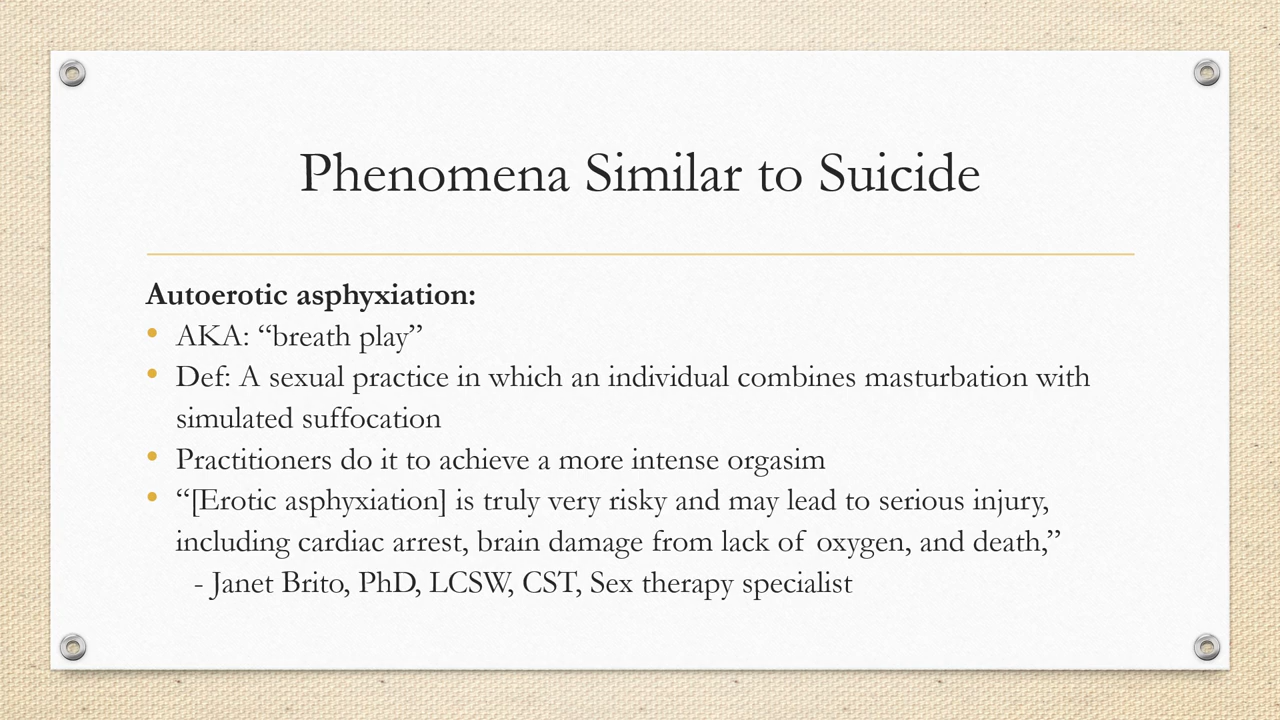 Phenomena Similar to Suicide
Autoerotic asphyxiation:
• AKA: “breath play”
• Def: A sexual practice in which an individual combines masturbation with
simulated suffocation
• Practitioners do it to achieve a more intense orgasim
• “[Erotic asphyxiation] is truly very risky and may lead to serious injury,
including cardiac arrest, brain damage from lack of oxygen, and death,”
- Janet Brito, PhD, LCSW, CST, Sex therapy specialist